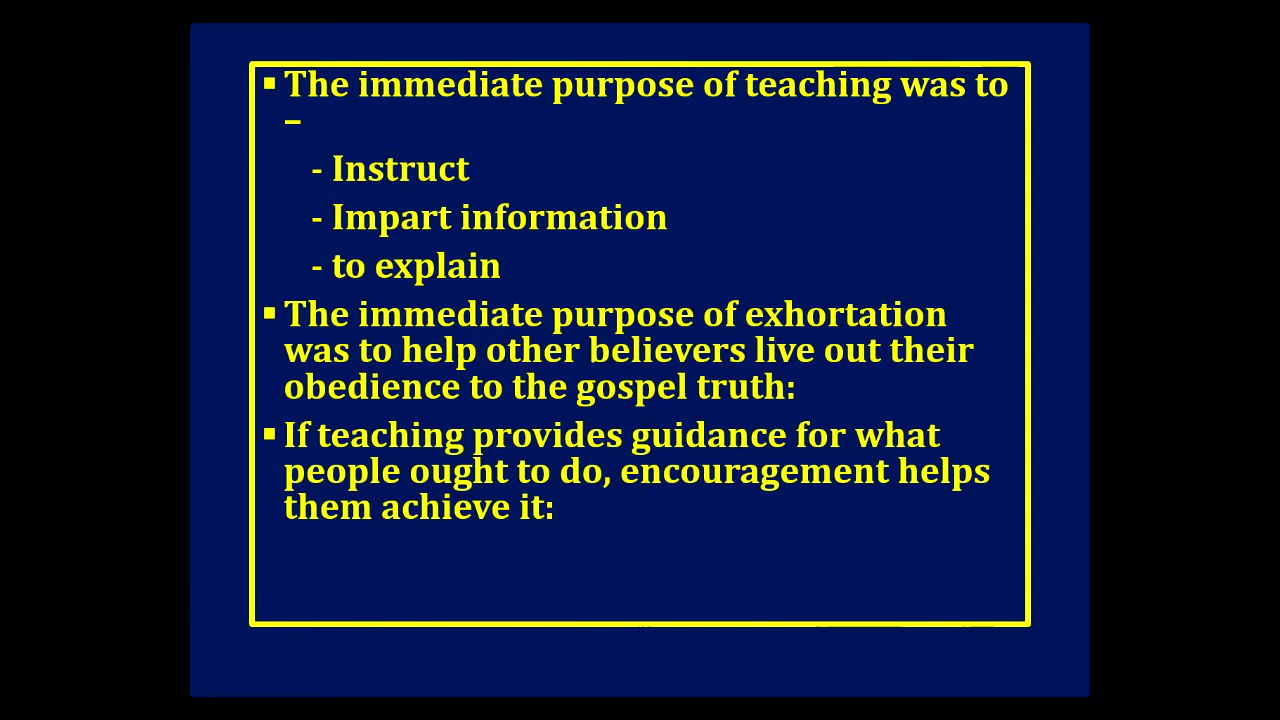 ▪ The immediate purpose of teaching was to
–
- Instruct
- Impart information
- to explain
▪ The immediate purpose of exhortation
was to help other believers live out their
obedience to the gospel truth:
▪ If teaching provides guidance for what
people ought to do, encouragement helps
them achieve it: